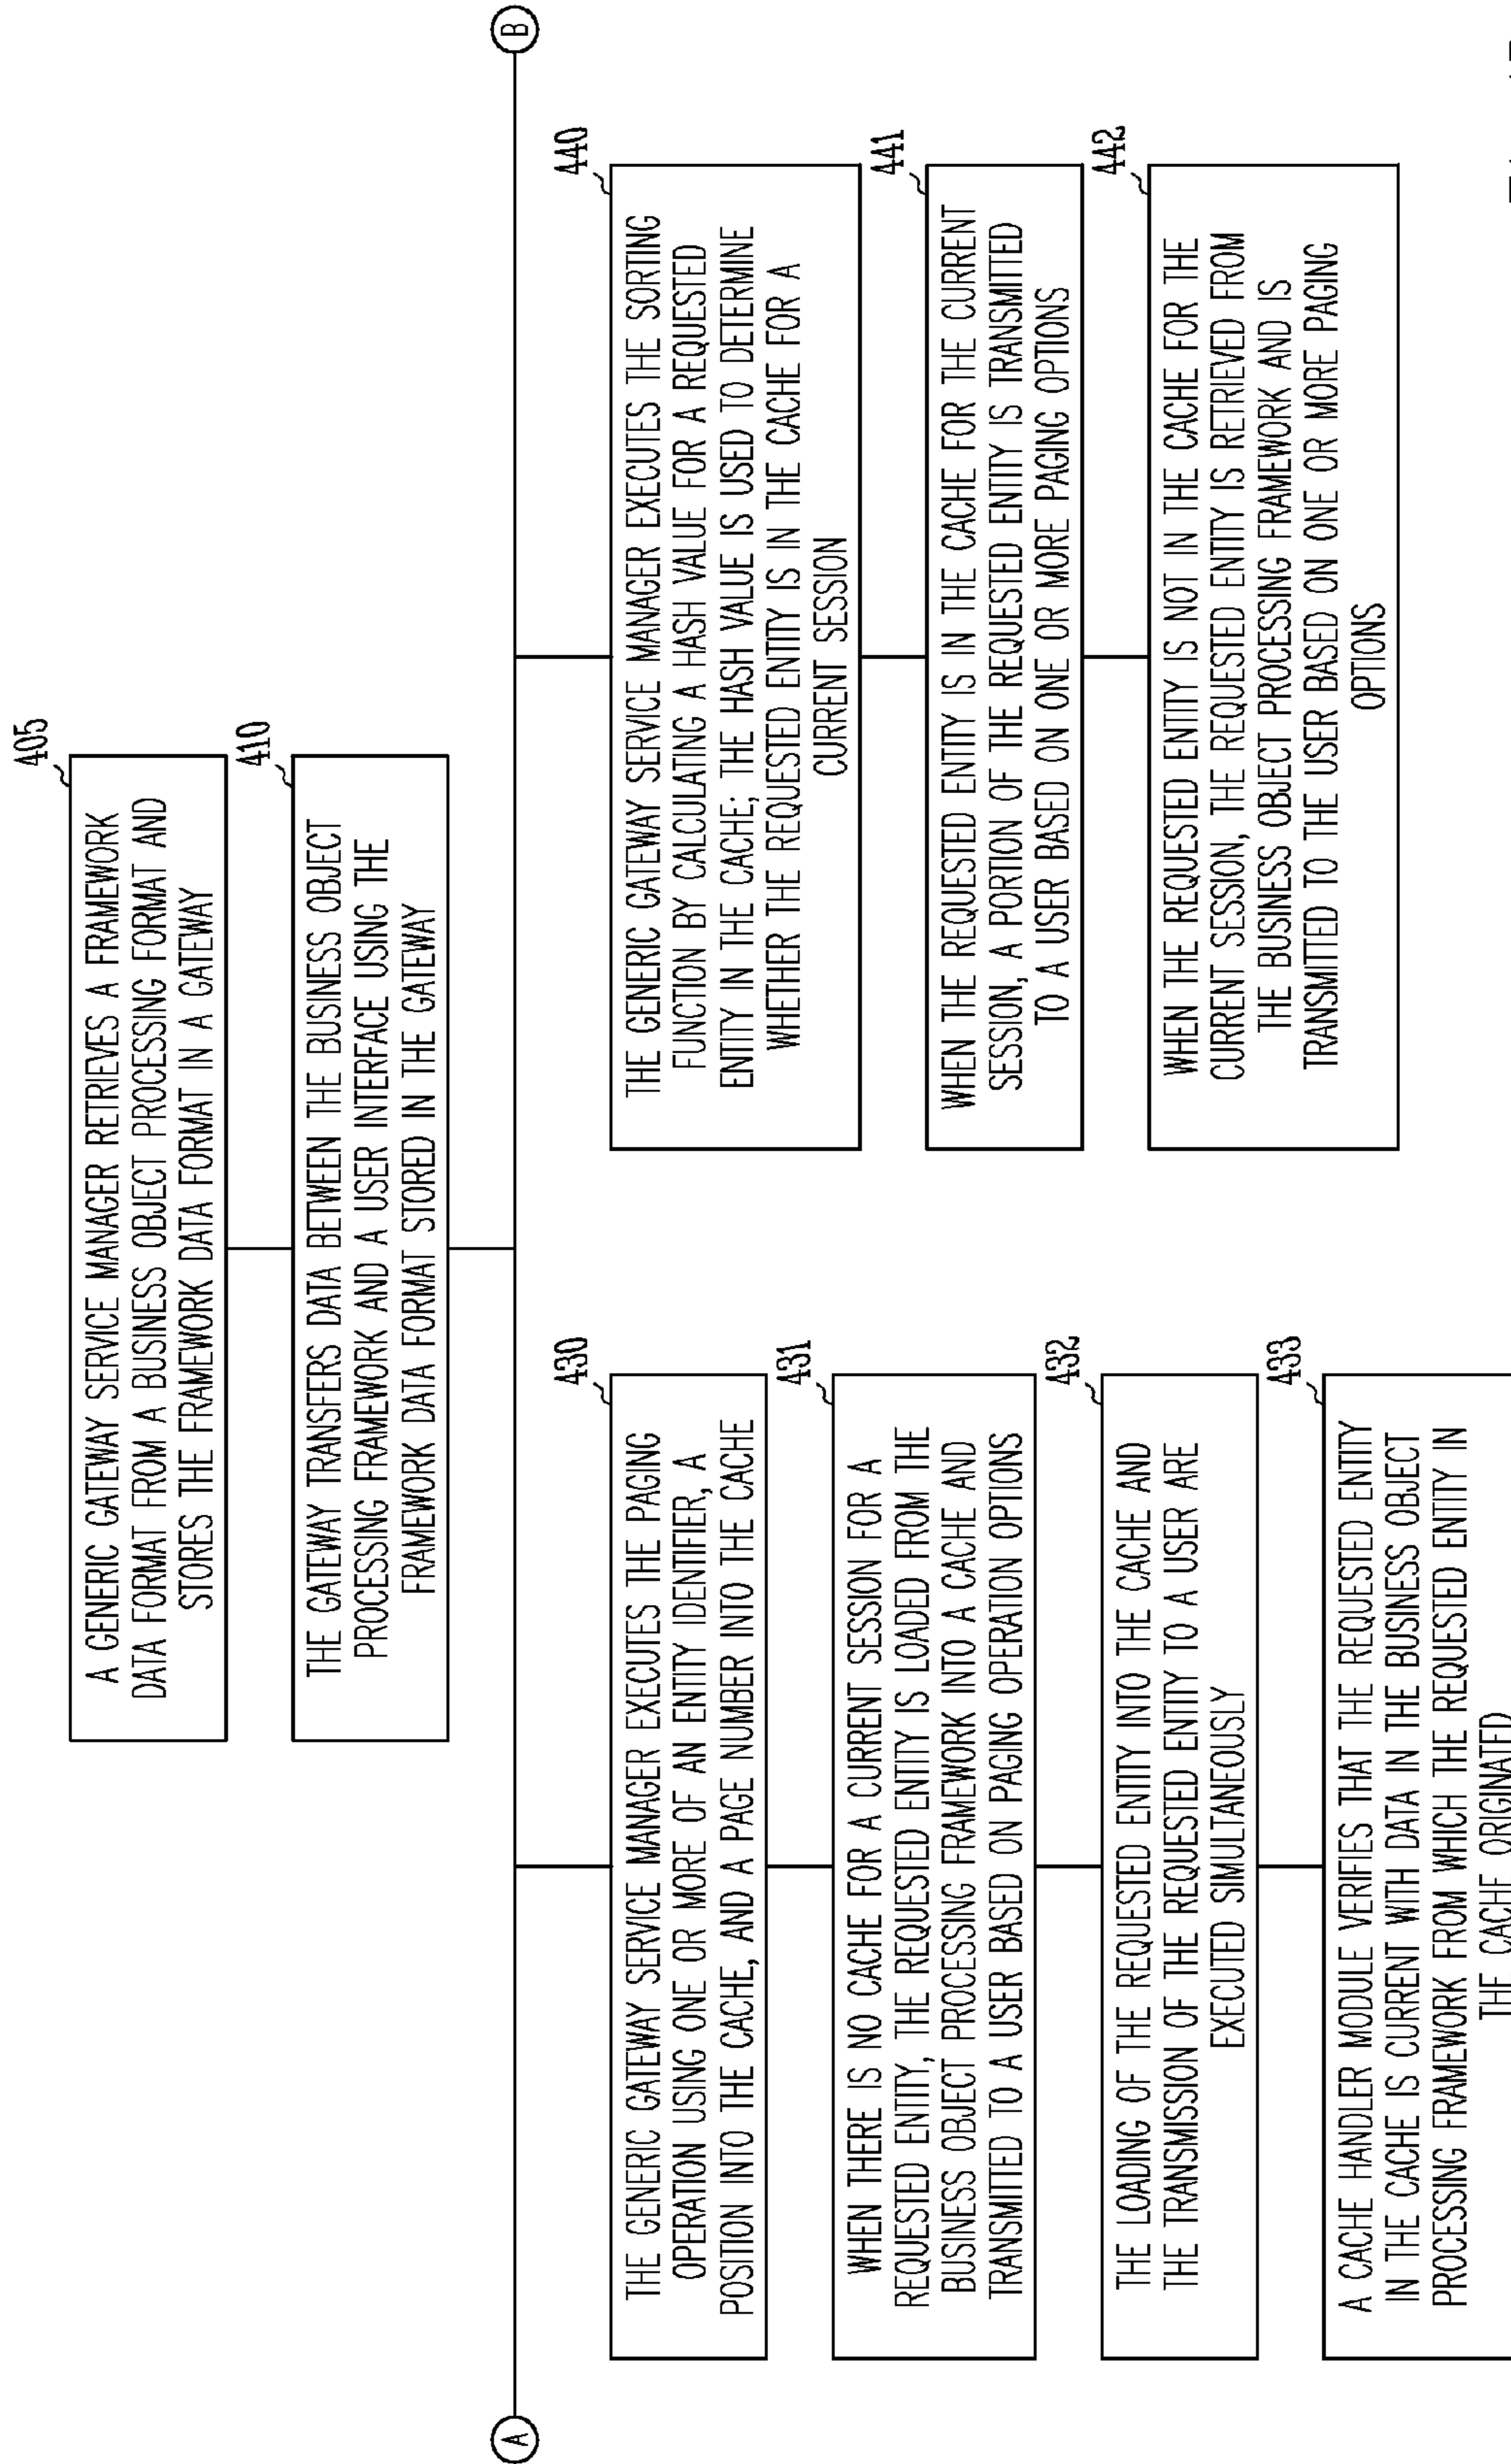 405
A GENERIC GATEWAY SERVICE MANAGER RETRIEVES A FRAMEWORK
DATA FORMAT FROM A BUSINESS OBJECT PROCESSING FORMAT AND
STORES THE FRAMEWORK DATA FORMAT IN A GATEWAY
410
THE GATEWAY TRANSFERS DATA BETWEEN THE BUSINESS OBJECT
PROCESSING FRAMEWORK AND A USER INTERFACE USING THE
FRAMEWORK DATA FORMAT STORED IN THE GATEWAY
A
B
430
THE GENERIC GATEWAY SERVICE MANAGER EXECUTES THE PAGING
OPERATION USING ONE OR MORE OF AN ENTITY IDENTIFIER, A
POSITION INTO THE CACHE, AND A PAGE NUMBER INTO THE CACHE
431
WHEN THERE IS NO CACHE FOR A CURRENT SESSION FOR A
REQUESTED ENTITY, THE REQUESTED ENTITY IS LOADED FROM THE
BUSINESS OBJECT PROCESSING FRAMEWORK INTO A CACHE AND
TRANSMITTED TO A USER BASED ON PAGING OPERATION OPTIONS
432
THE LOADING OF THE REQUESTED ENTITY INTO THE CACHE AND
THE TRANSMISSION OF THE REQUESTED ENTITY TO A USER ARE
EXECUTED SIMULTANEOUSLY
433
A CACHE HANDLER MODULE VERIFIES THAT THE REQUESTED ENTITY
IN THE CACHE IS CURRENT WITH DATA IN THE BUSINESS OBJECT
PROCESSING FRAMEWORK FROM WHICH THE REQUESTED ENTITY IN
THE CACHE ORIGINATED
440
THE GENERIC GATEWAY SERVICE MANAGER EXECUTES THE SORTING
FUNCTION BY CALCULATING A HASH VALUE FOR A REQUESTED
ENTITY IN THE CACHE; THE HASH VALUE IS USED TO DETERMINE
WHETHER THE REQUESTED ENTITY IS IN THE CACHE FOR A
CURRENT SESSION
441
WHEN THE REQUESTED ENTITY IS IN THE CACHE FOR THE CURRENT
SESSION, A PORTION OF THE REQUESTED ENTITY IS TRANSMITTED
TO A USER BASED ON ONE OR MORE PAGING OPTIONS
442
WHEN THE REQUESTED ENTITY IS NOT IN THE CACHE FOR THE
CURRENT SESSION, THE REQUESTED ENTITY IS RETRIEVED FROM
THE BUSINESS OBJECT PROCESSING FRAMEWORK AND IS
TRANSMITTED TO THE USER BASED ON ONE OR MORE PAGING
OPTIONS